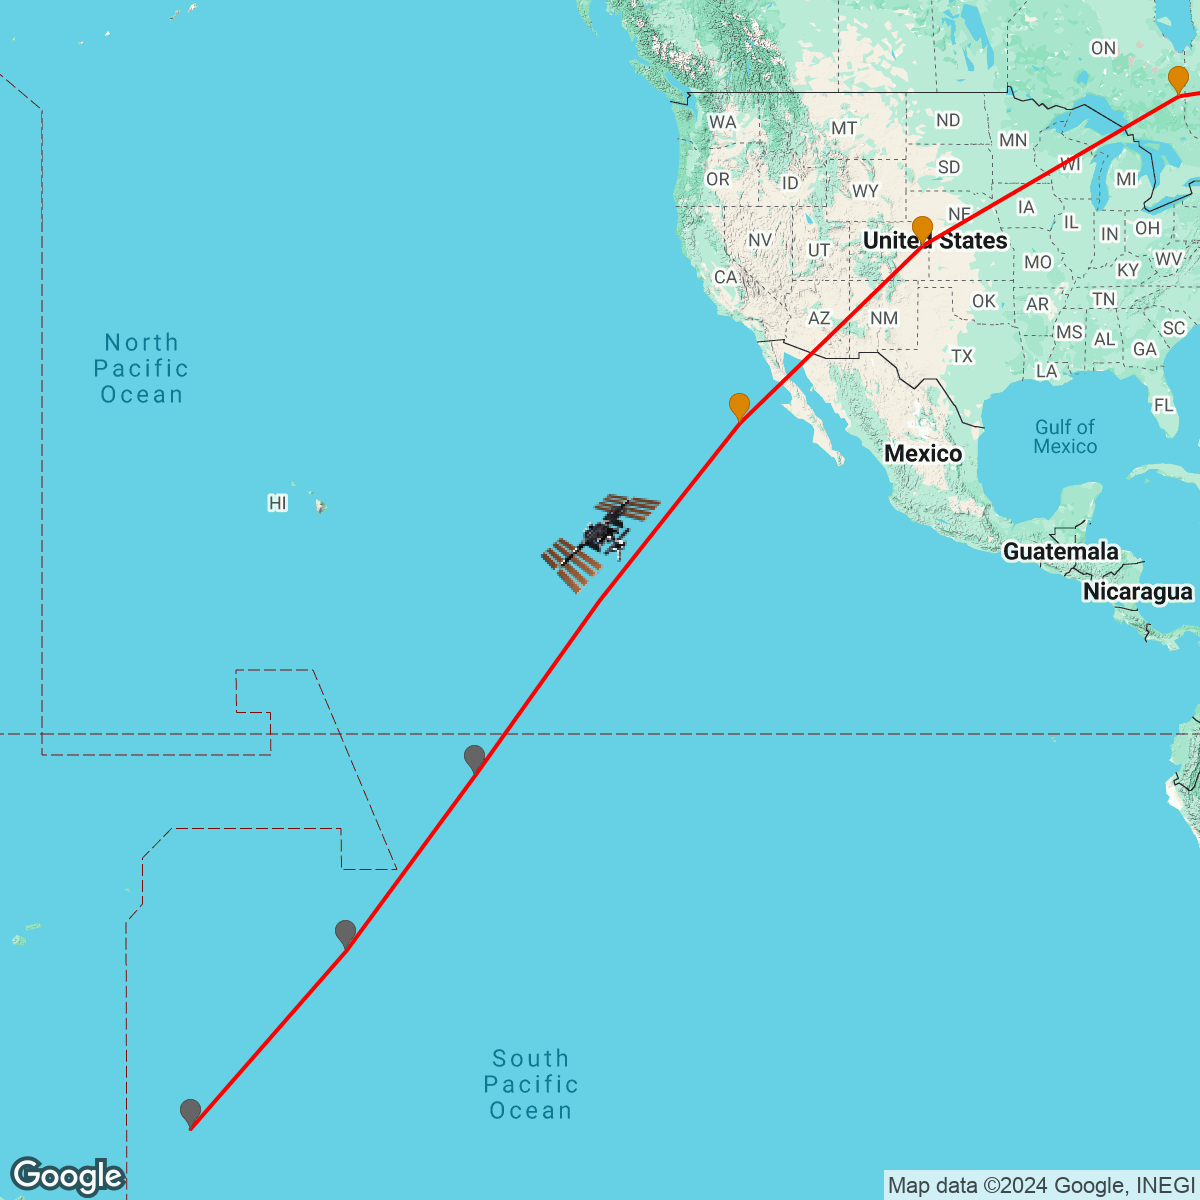 ON
WA
MT
ND
MN
OR
ID
WY
SD
WI
MI
NE
IA
NV
UT
United States
IL
IN
OH
CA
MO
KY
WV
AZ
NM
OK
AR
TN
SC
MS
AL
GA
TX
LA
FL
North
Pacific
Ocean
Gulf of
Mexico
Mexico
HI
Guatemala
Nicaragua
South
Pacific
Ocean
Google
Map data ©2024 Google, INEGI